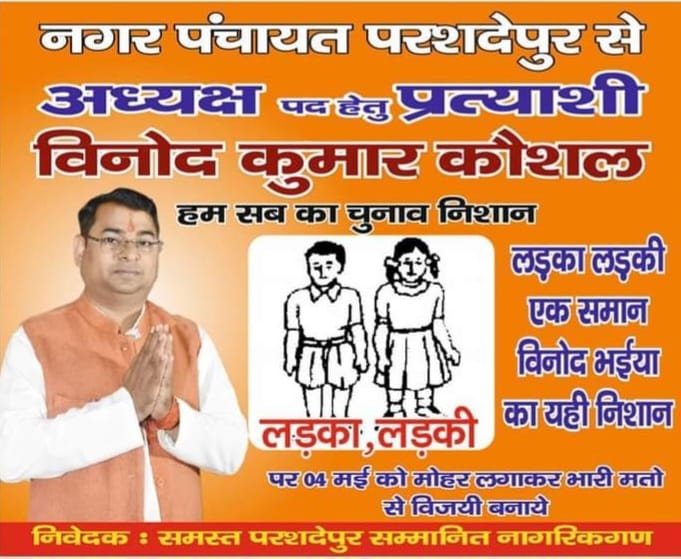 नगर पंचायत परशदेपुर से
अध्यक्ष पद हेतु प्रत्याशी
विनोद कुमार कौशल
हम सब का चुनाव निशान
लड़का लड़की
एक समान
विनोद भईया
का यही निशान
लड़का,लड़की
पर 04 मई को मोहर लगाकर भारी मतो
से विजयी बनाये
निवेदक : समस्त परशदेपुर सम्मानित नागरिकगण